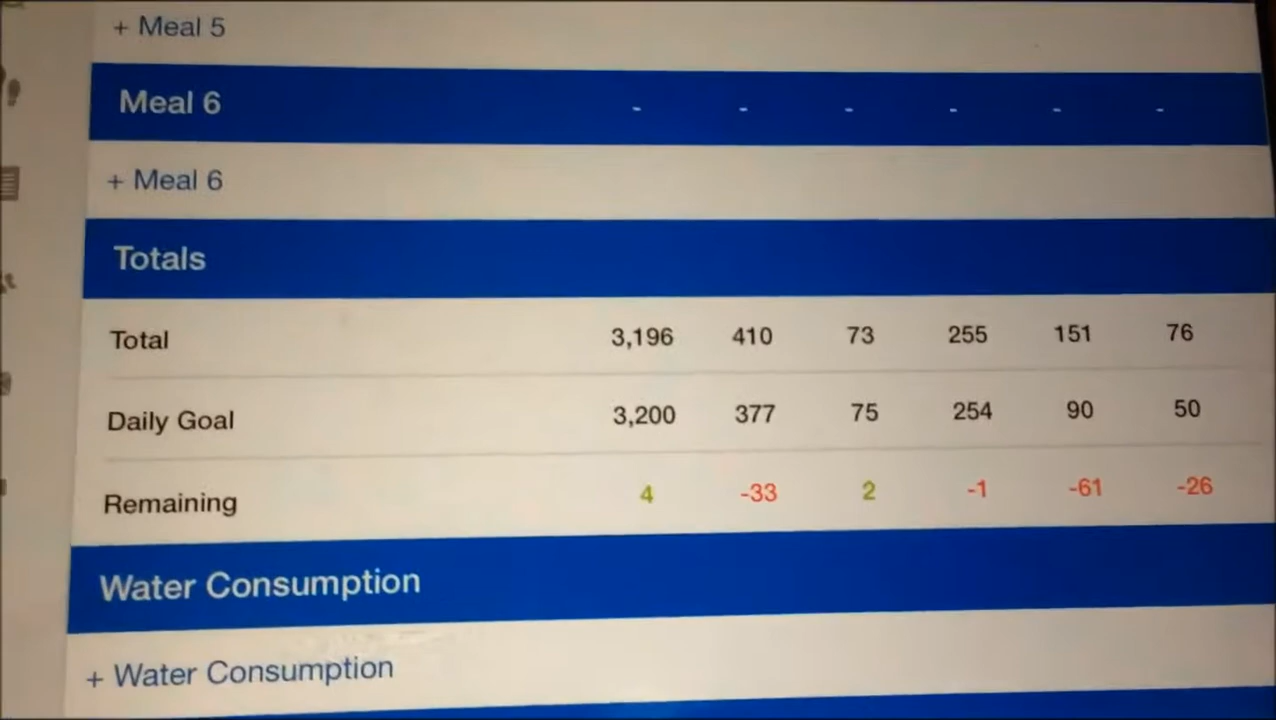 + Meal 5
Meal 6 - - - - - -
+ Meal 6
Totals
Total 3,196 410 73 255 151 76
Daily Goal 3,200 377 75 254 90 50
Remaining 4 -33 2 -1 -61 -26
Water Consumption
+ Water Consumption